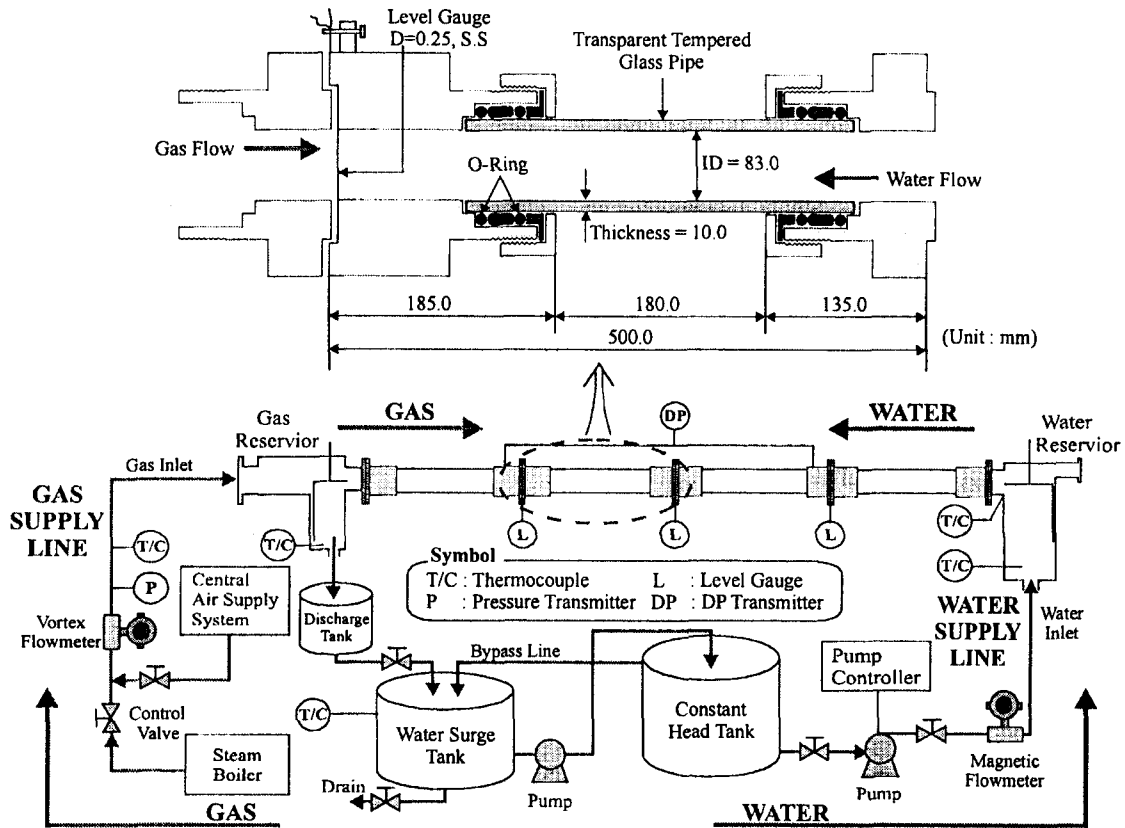 Level Gauge
D=0.25, S.S
Transparent Tempered
Glass Pipe
Gas Flow
O-Ring
ID = 83.0
Water Flow
Thickness = 10.0
185.0
180.0
135.0
500.0
(Unit : mm)
GAS
WATER
Gas
Reservior
DP
Water
Reservior
Gas Inlet
GAS
SUPPLY
LINE
T/C
T/C
L
L
L
T/C
T/C
P
Symbol
T/C : Thermocouple L : Level Gauge
P : Pressure Transmitter DP : DP Transmitter
Central
Air Supply
System
Vortex
Flowmeter
Discharge
Tank
WATER
SUPPLY
LINE
Water
Inlet
Bypass Line
Pump
Controller
Control
Valve
T/C
Water Surge
Tank
Constant
Head Tank
Steam
Boiler
Drain
Pump
Pump
Magnetic
Flowmeter
GAS
WATER